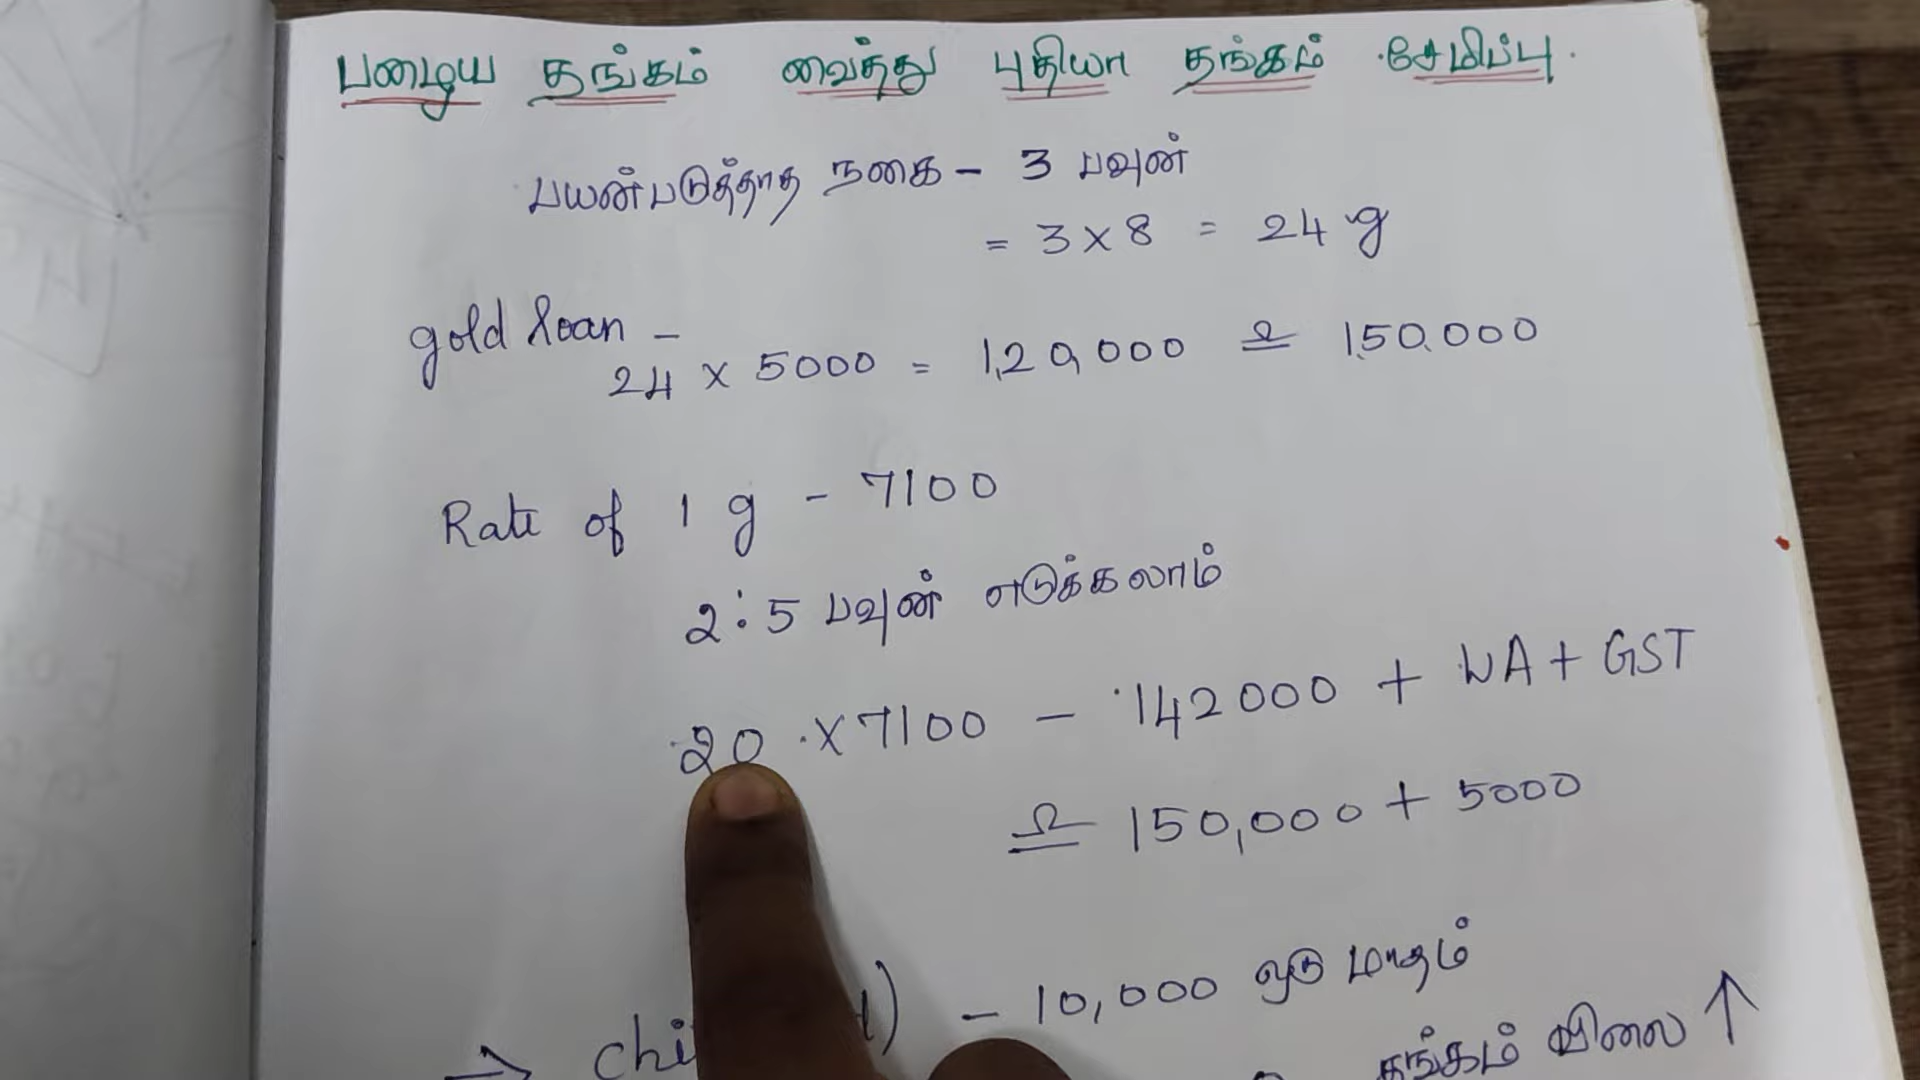 பழைய தங்கம் வைத்து புதியா தங்கம் சேமிப்பு.
பயன்படுத்தாத நகை - 3 பவுன்
= 3 x 8 = 24 g
gold loan -
24 x 5000 = 1,20,000 ≏ 1,50,000
Rate of 1 g - 7100
2.5 பவுன் எடுக்கலாம்
20 x 7100 - 142000 + WA + GST
≏ 150,000 + 5000
- 10,000 ஒரு மாதம்
தங்கம் விலை ↑